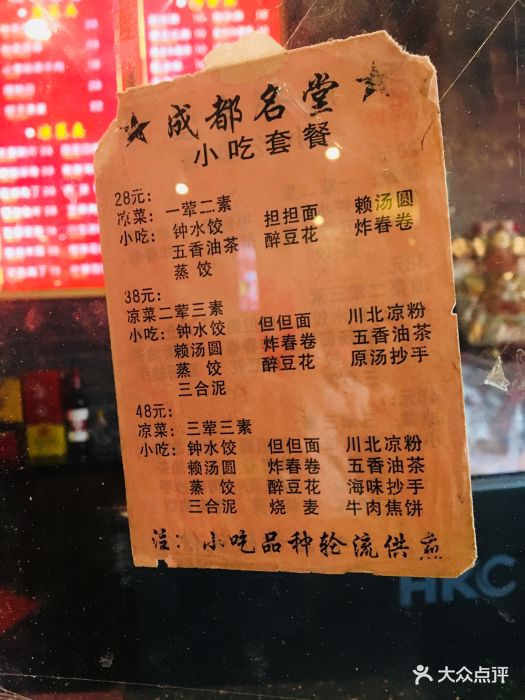 成都名堂
小吃套餐
28元：
凉菜：一荤二素
小吃：钟水饺 担担面 赖汤圆
五香油茶 醉豆花 炸春卷
蒸饺
38元：
凉菜二荤三素
小吃：钟水饺 但但面 川北凉粉
赖汤圆 炸春卷 五香油茶
蒸饺 醉豆花 原汤抄手
三合泥
48元：
凉菜：三荤三素
小吃：钟水饺 但但面 川北凉粉
赖汤圆 炸春卷 五香油茶
蒸饺 醉豆花 海味抄手
三合泥 烧麦 牛肉焦饼
注：小吃品种轮流供应
HKC
大众点评